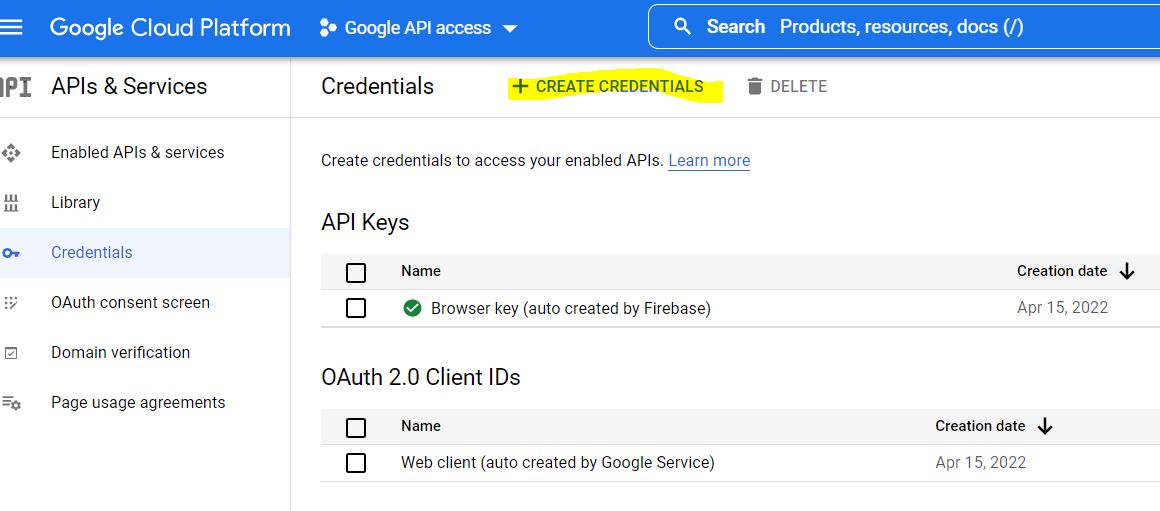 Google Cloud Platform
Google API access
Search Products, resources, docs (/)
API APIs & Services
Credentials
+ CREATE CREDENTIALS
DELETE
Enabled APIs & services
Library
Credentials
OAuth consent screen
Domain verification
Page usage agreements
Create credentials to access your enabled APIs. Learn more
API Keys
Name Creation date
Browser key (auto created by Firebase) Apr 15, 2022
OAuth 2.0 Client IDs
Name Creation date
Web client (auto created by Google Service) Apr 15, 2022